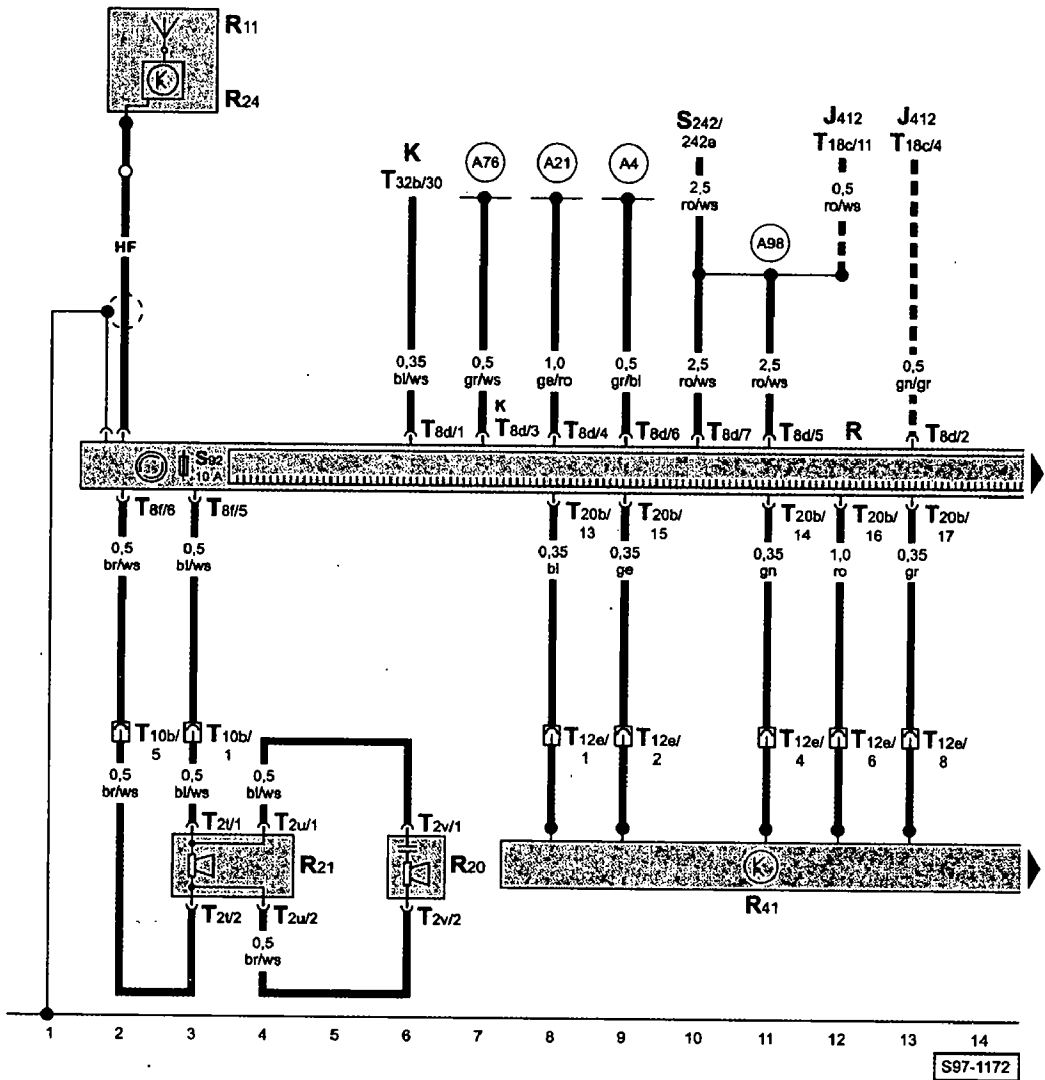 R11
K
R24
HF
K
T32b/30
A76
A21
A4
S242/
242a
J412
T18c/11
J412
T18c/4
2,5
ro/ws
0,5
ro/ws
A98
0,35
bl/ws
0,5
gr/ws
1,0
ge/ro
0,5
gr/bl
2,5
ro/ws
2,5
ro/ws
0,5
gn/gr
T8d/1
K
T8d/3
T8d/4
T8d/6
T8d/7
T8d/5
R
T8d/2
S92
10A
T8f/6
T8f/5
T20b/
13
T20b/
15
T20b/
14
T20b/
16
T20b/
17
0,5
br/ws
0,5
bl/ws
0,35
bl
0,35
ge
0,35
gn
1,0
ro
0,35
gr
T10b/
5
T10b/
1
T12e/
1
T12e/
2
T12e/
4
T12e/
6
T12e/
8
0,5
br/ws
0,5
bl/ws
0,5
bl/ws
T2t/1
T2u/1
T2v/1
R21
R20
K
R41
T2t/2
T2u/2
T2v/2
0,5
br/ws
1 2 3 4 5 6 7 8 9 10 11 12 13 14
S97-1172